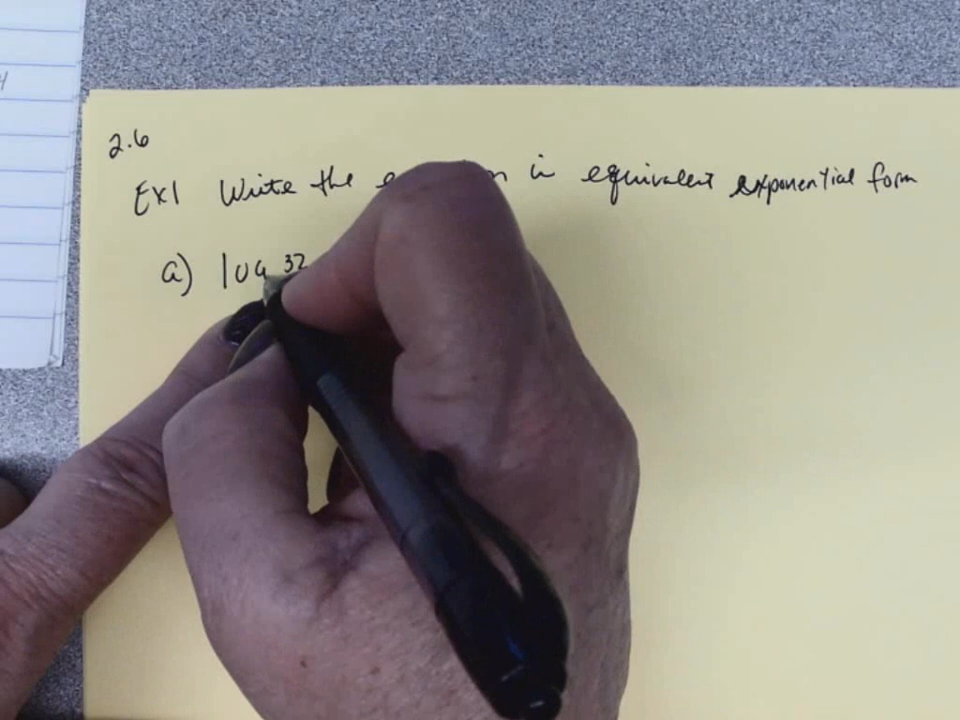 2.6
Ex1 Write the in equivalent exponential form
a) log 32